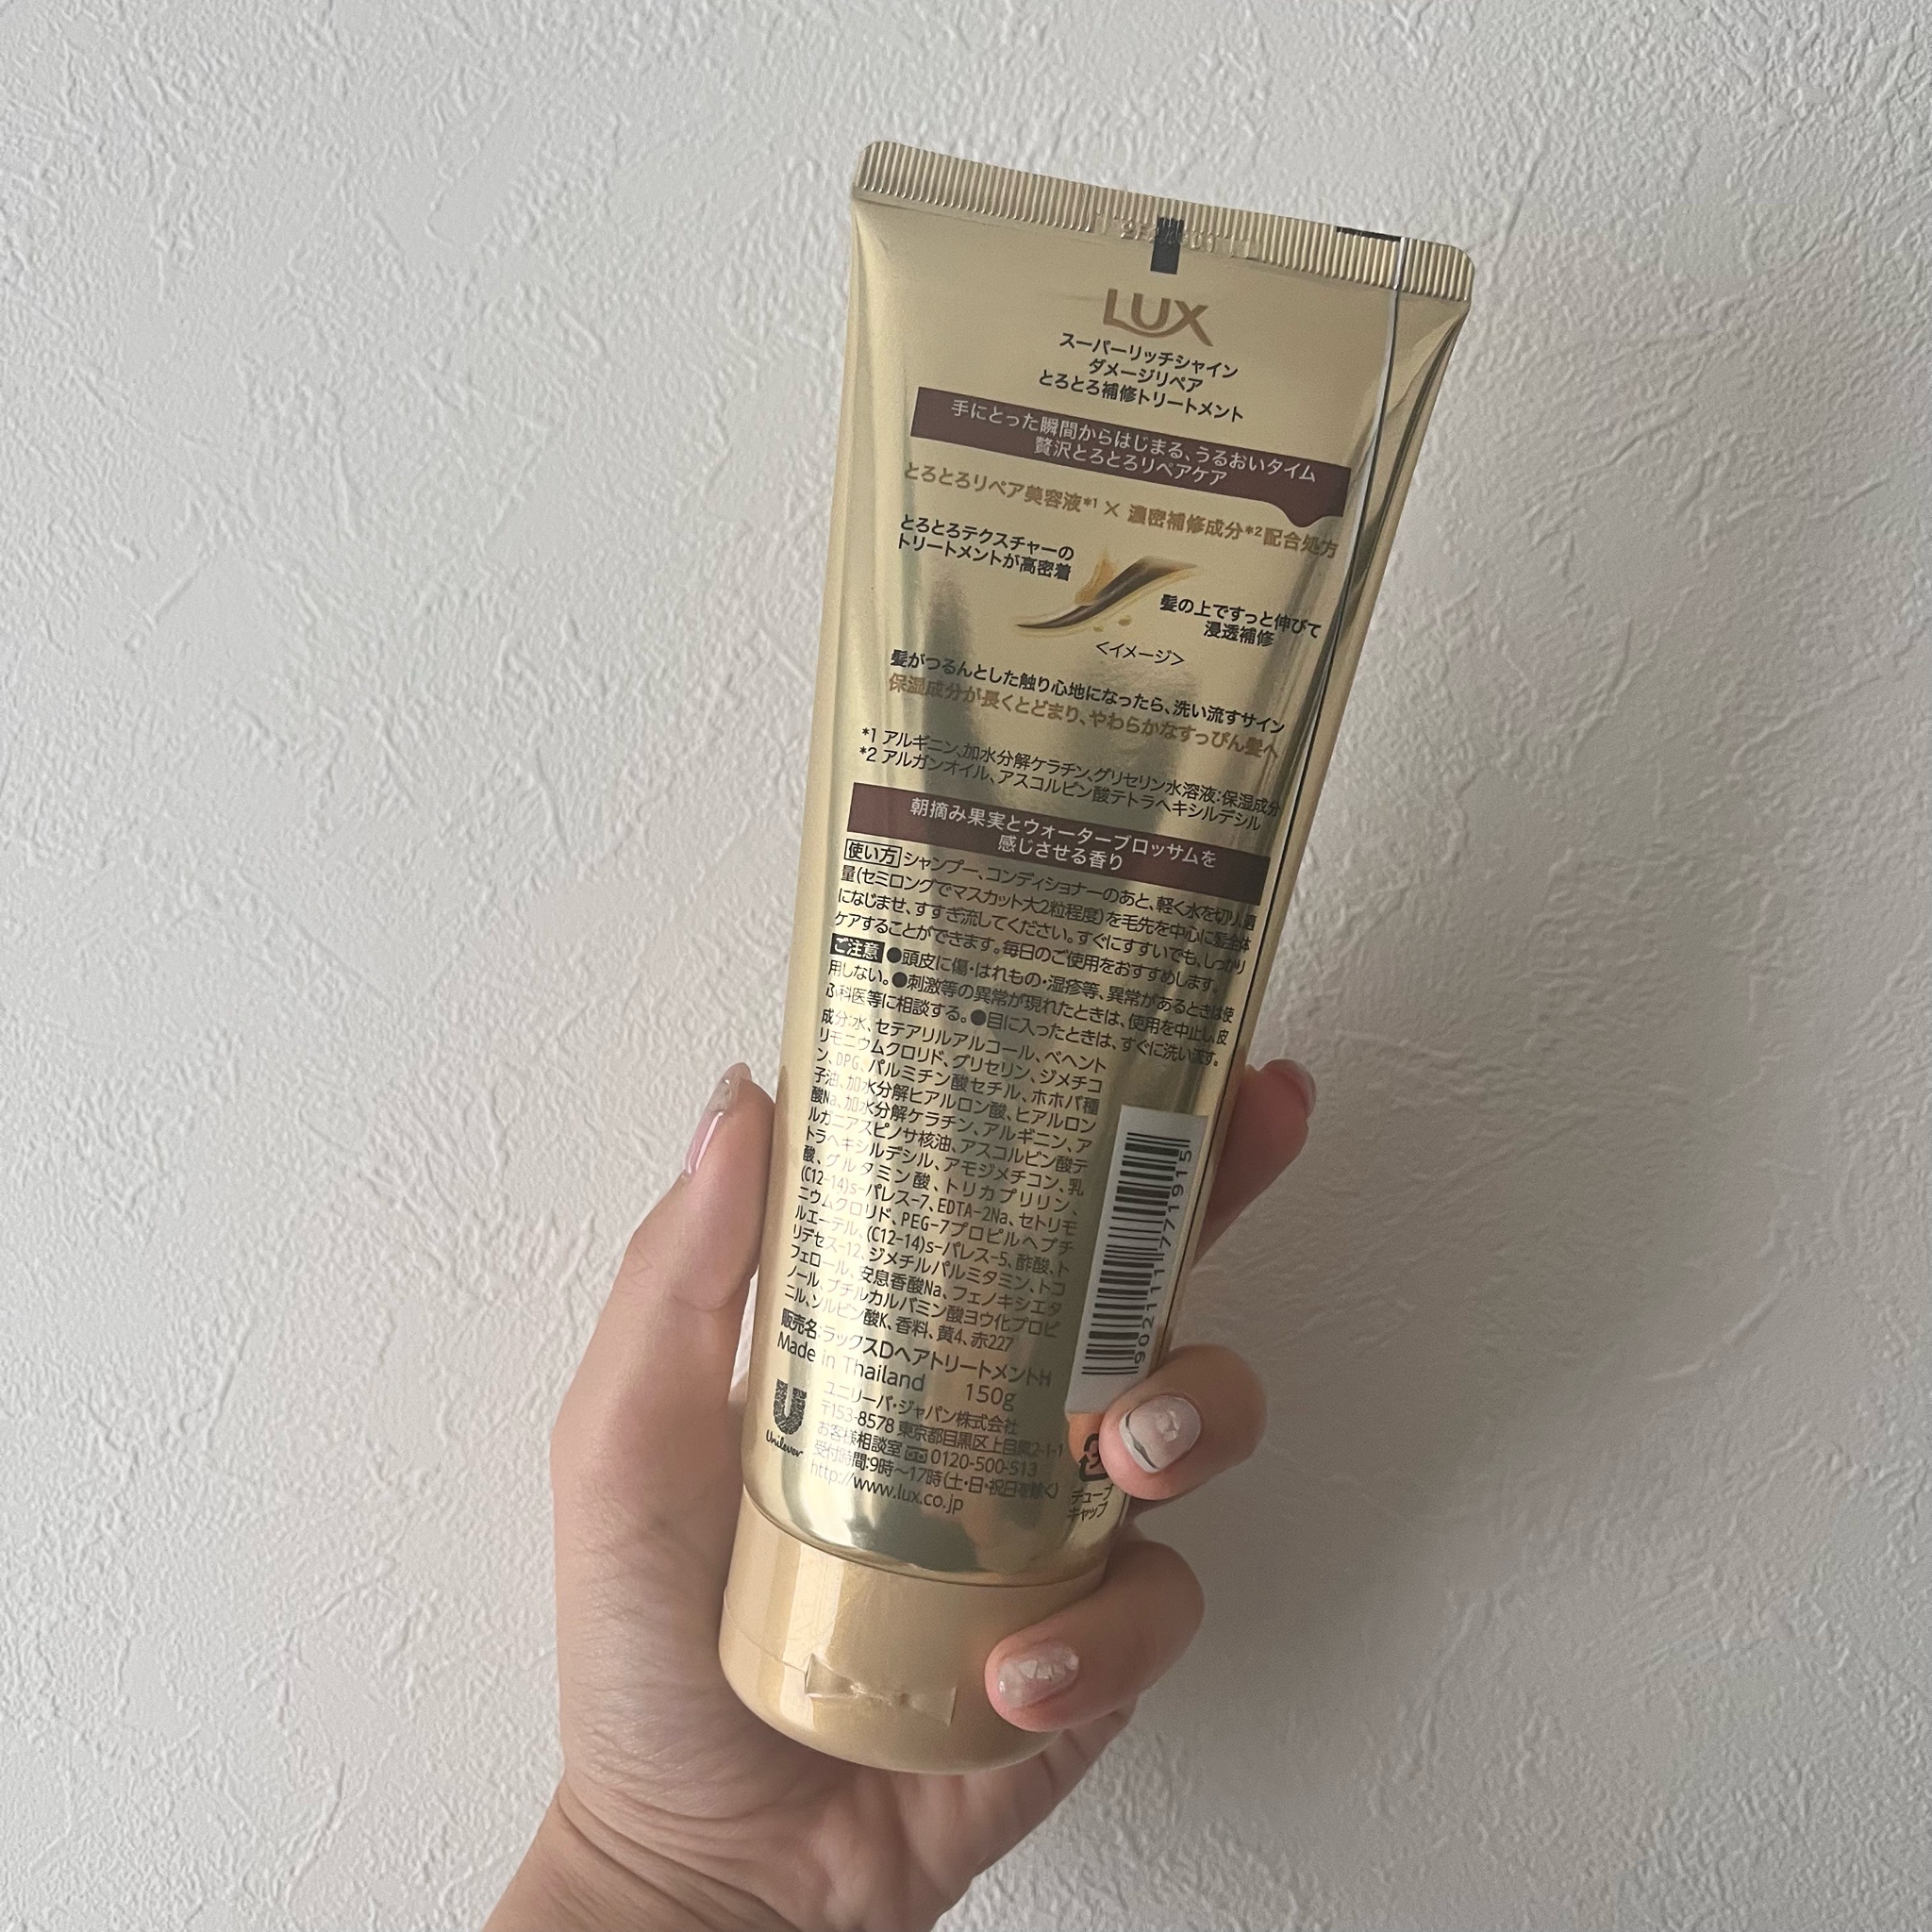 LUX
スーパーリッチシャイン
ダメージリペア
とろとろ補修トリートメント
手にとった瞬間からはじまる、うるおいタイム
贅沢とろとろリペアケア
とろとろリペア美容液*1 × 濃密補修成分*2配合処方
とろとろテクスチャーの
トリートメントが高密着
髪の上ですっと伸びて
浸透補修
<イメージ>
髪がつるんとした触り心地になったら、洗い流すサイン
保湿成分が長くとどまり、やわらかなすっぴん髪へ
*1 アルギニン、加水分解ケラチン、グリセリン水溶液:保湿成分
*2 アルガンオイル、アスコルビン酸テトラヘキシルデシル
朝摘み果実とウォーターブロッサムを
感じさせる香り
使い方 シャンプー、コンディショナーのあと、軽く水を切り、適
量(セミロングでマスカット大2粒程度)を毛先を中心に髪全体
になじませ、すすぎ流してください。すぐにすすいでも、しっかり
ケアすることができます。毎日のご使用をおすすめします。
ご注意 ●頭皮に傷・はれもの・湿疹等、異常があるときは使
用しない。●刺激等の異常が現れたときは、使用を中止し、皮
ふ科医等に相談する。●目に入ったときは、すぐに洗い流す。
成分:水、セテアリルアルコール、ベヘント
リモニウムクロリド、グリセリン、ジメチコ
ン、DPG、パルミチン酸セチル、ホホバ種
子油、加水分解ヒアルロン酸、ヒアルロン
酸Na、加水分解ケラチン、アルギニン、ア
ルガニアスピノサ核油、アスコルビン酸テ
トラヘキシルデシル、アモジメチコン、乳
酸、グルタミン酸、トリカプリリン、
(C12-14)s-パレス-7、EDTA-2Na、セトリモ
ニウムクロリド、PEG-7プロピルヘプチ
ルエーテル、(C12-14)s-パレス-5、酢酸、ト
リデセス-12、ジメチルパルミタミン、トコ
フェロール、安息香酸Na、フェノキシエタ
ノール、ブチルカルバミン酸ヨウ化プロピ
ニル、ソルビン酸K、香料、黄4、赤227
販売名:ラックスDヘアトリートメントH
Made in Thailand 150g
ユニリーバ・ジャパン株式会社
〒153-8578 東京都目黒区上目黒2-1-1
お客様相談室 0120-500-513
受付時間:9時～17時(土・日・祝日を除く)
http://www.lux.co.jp
Unilever
チューブ
キャップ
4902111771915